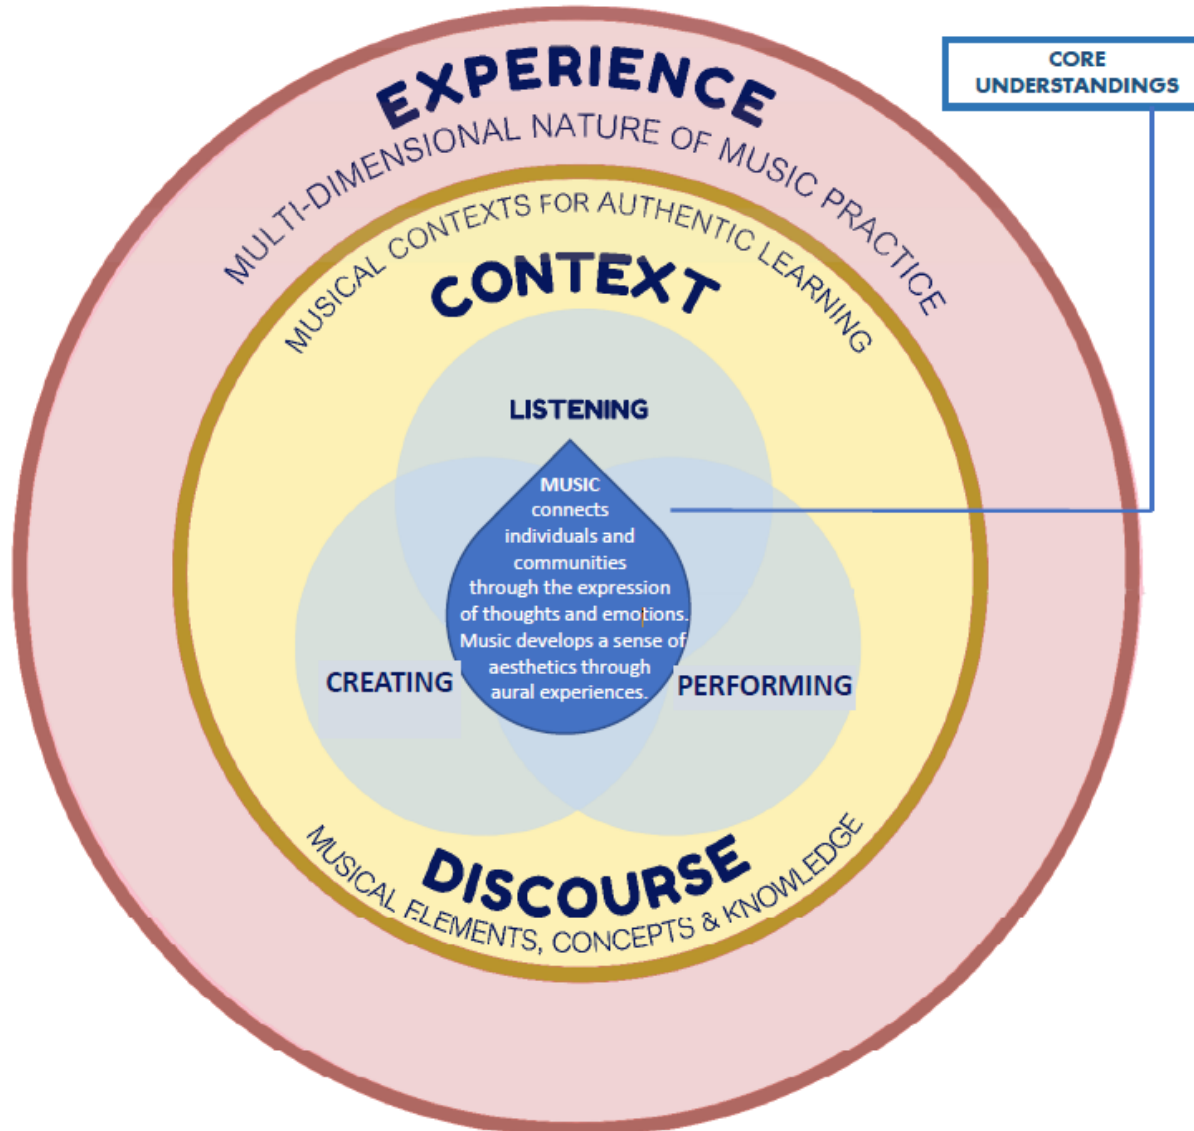 EXPERIENCE
MULTI-DIMENSIONAL NATURE OF MUSIC PRACTICE
CORE
UNDERSTANDINGS
MUSICAL CONTEXTS FOR AUTHENTIC LEARNING
CONTEXT
LISTENING
MUSIC
connects
individuals and
communities
through the expression
of thoughts and emotions.
Music develops a sense of
aesthetics through
aural experiences.
CREATING
PERFORMING
DISCOURSE
MUSICAL ELEMENTS, CONCEPTS & KNOWLEDGE